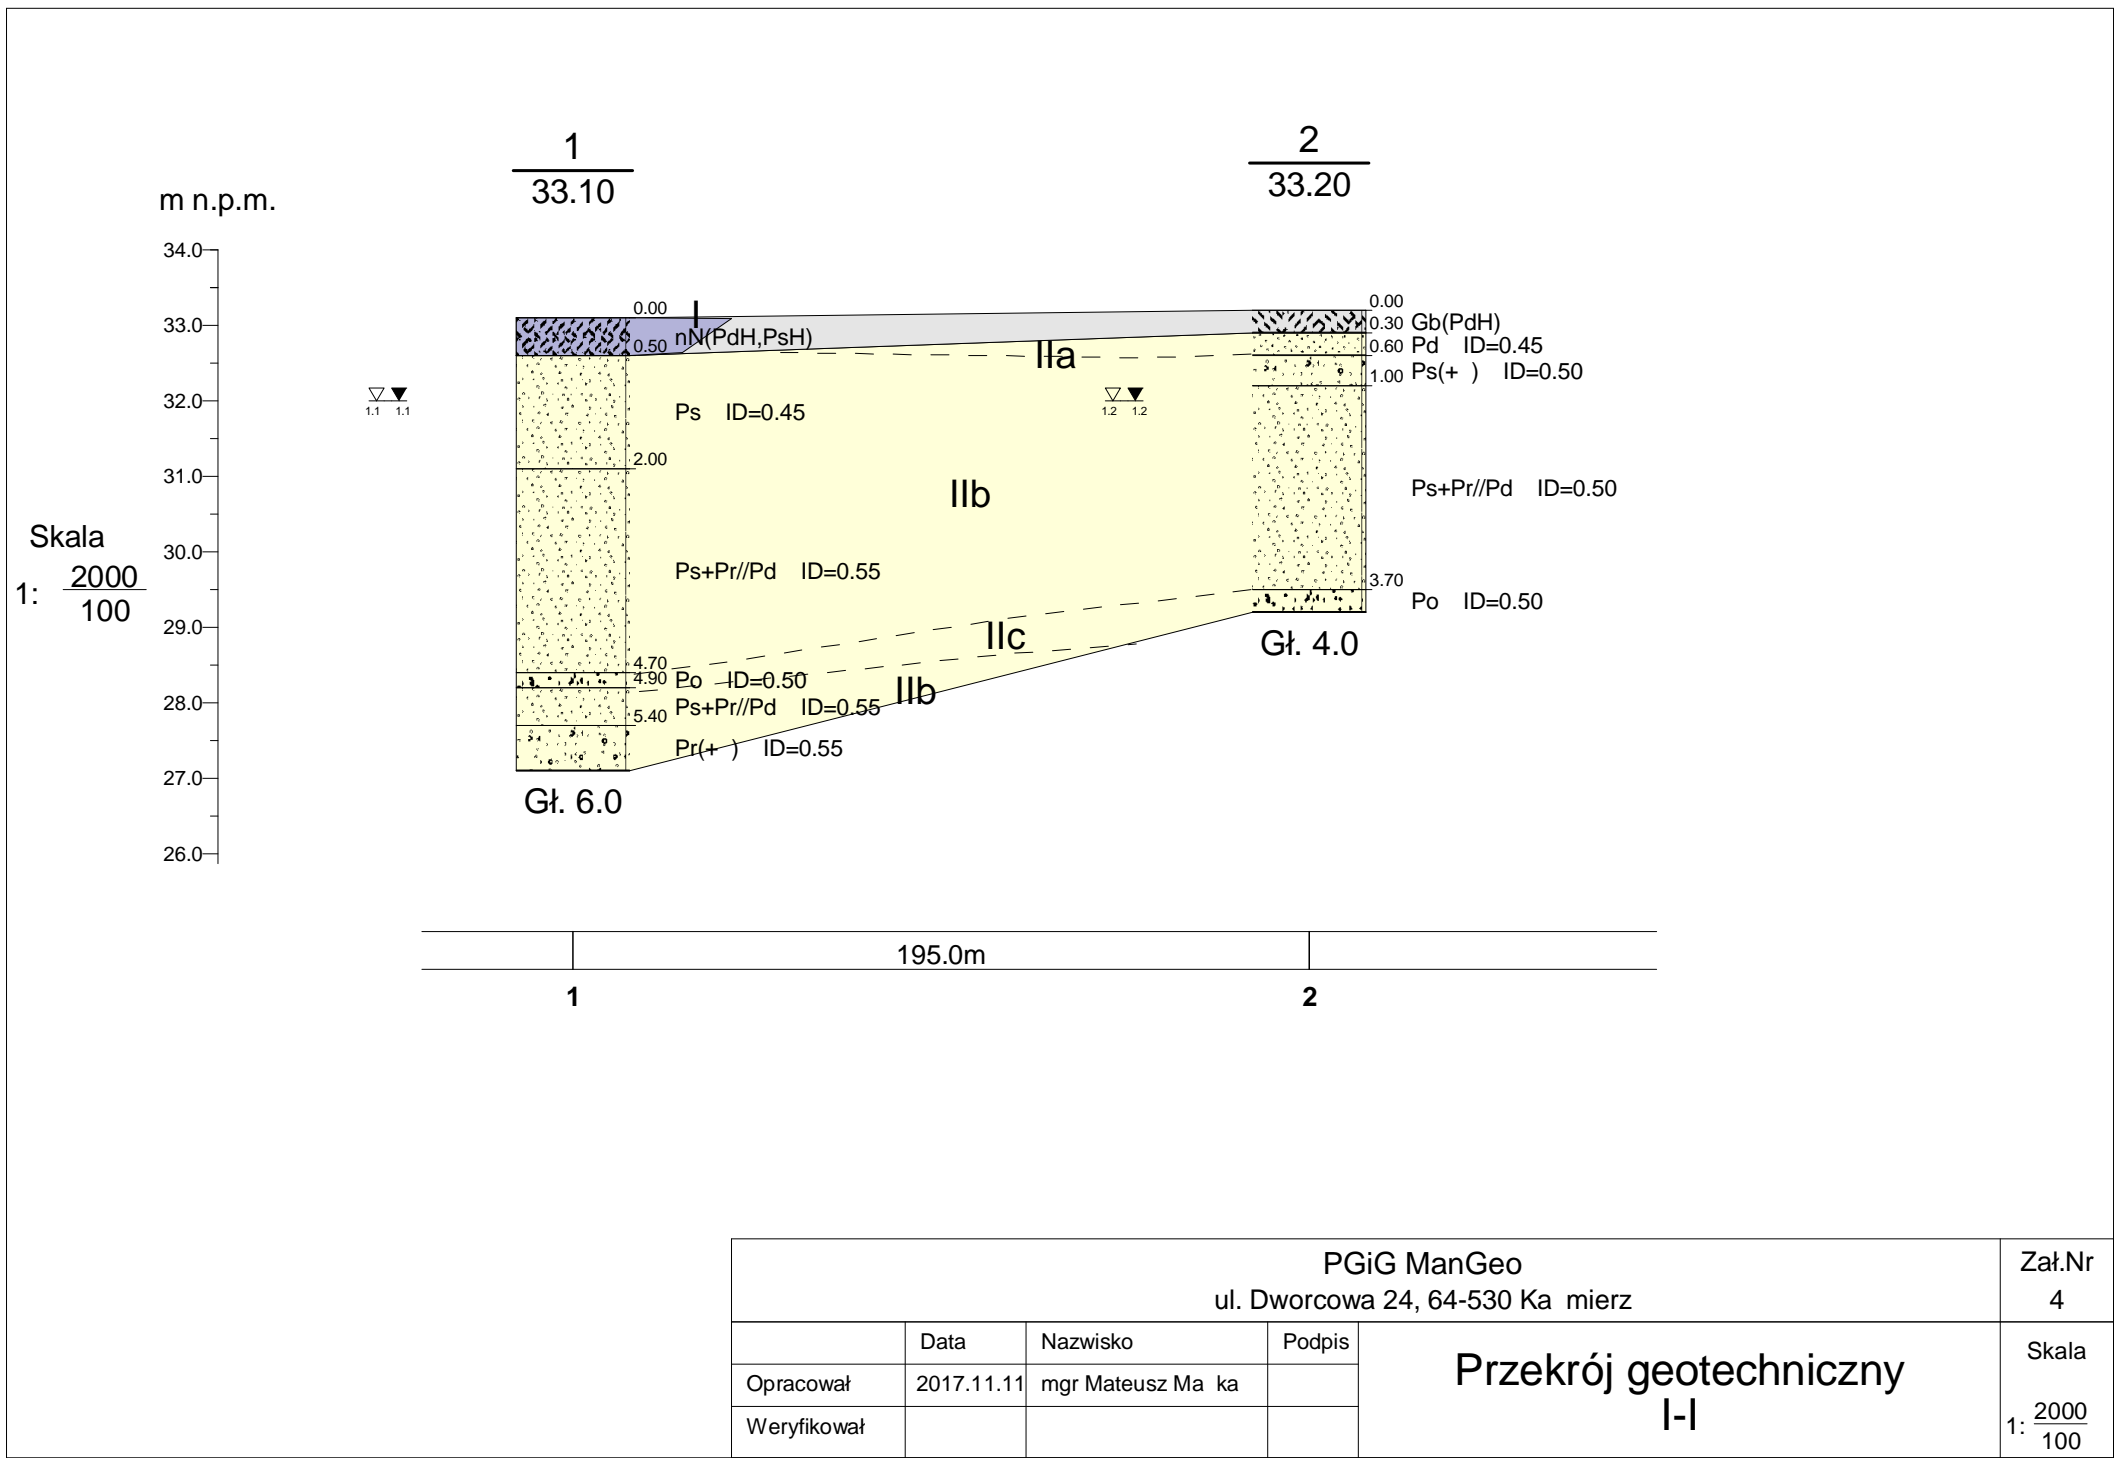 1
33.10
2
33.20
m n.p.m.
34.0
33.0
32.0
31.0
30.0
29.0
28.0
27.0
26.0
Skala
1: 2000
100
0.00
I
nN(PdH,PsH)
0.50
Ps ID=0.45
2.00
Ps+Pr//Pd ID=0.55
4.70
4.90 Po ID=0.50
Ps+Pr//Pd ID=0.55
5.40
Pr(+ ) ID=0.55
Gł. 6.0
1.1 1.1
1.2 1.2
IIa
IIb
IIc
IIb
0.00
0.30 Gb(PdH)
0.60 Pd ID=0.45
1.00 Ps(+ ) ID=0.50
Ps+Pr//Pd ID=0.50
3.70
Po ID=0.50
Gł. 4.0
195.0m
1
2
PGiG ManGeo
ul. Dworcowa 24, 64-530 Ka mierz
Zał.Nr
4
Data Nazwisko Podpis
Opracował 2017.11.11 mgr Mateusz Ma ka
Weryfikował
Przekrój geotechniczny
I-I
Skala
1: 2000
100